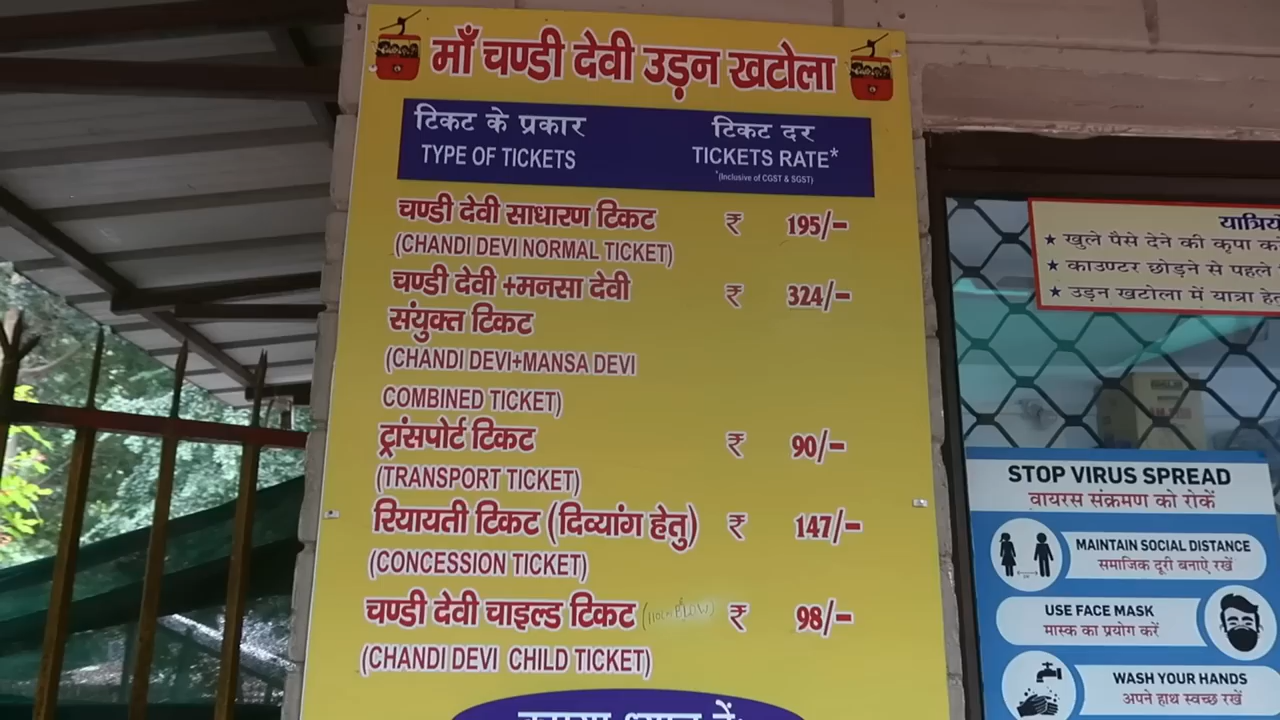 माँ चण्डी देवी उड़न खटोला
टिकट के प्रकार
TYPE OF TICKETS
टिकट दर
TICKETS RATE*
*(Inclusive of CGST & SGST)
चण्डी देवी साधारण टिकट ₹ 195/-
(CHANDI DEVI NORMAL TICKET)
चण्डी देवी +मनसा देवी ₹ 324/-
संयुक्त टिकट
(CHANDI DEVI+MANSA DEVI
COMBINED TICKET)
ट्रांसपोर्ट टिकट ₹ 90/-
(TRANSPORT TICKET)
रियायती टिकट (दिव्यांग हेतु) ₹ 147/-
(CONCESSION TICKET)
चण्डी देवी चाइल्ड टिकट ₹ 98/-
(CHANDI DEVI CHILD TICKET)
★ खुले पैसे देने की कृपा
★ काउण्टर छोड़ने से पहले
★ उड़न खटोला में यात्रा
STOP VIRUS SPREAD
वायरस संक्रमण को रोकें
MAINTAIN SOCIAL DISTANCE
समाजिक दूरी बनाऐ रखें
USE FACE MASK
मास्क का प्रयोग करें
WASH YOUR HANDS
अपने हाथ स्वच्छ रखें